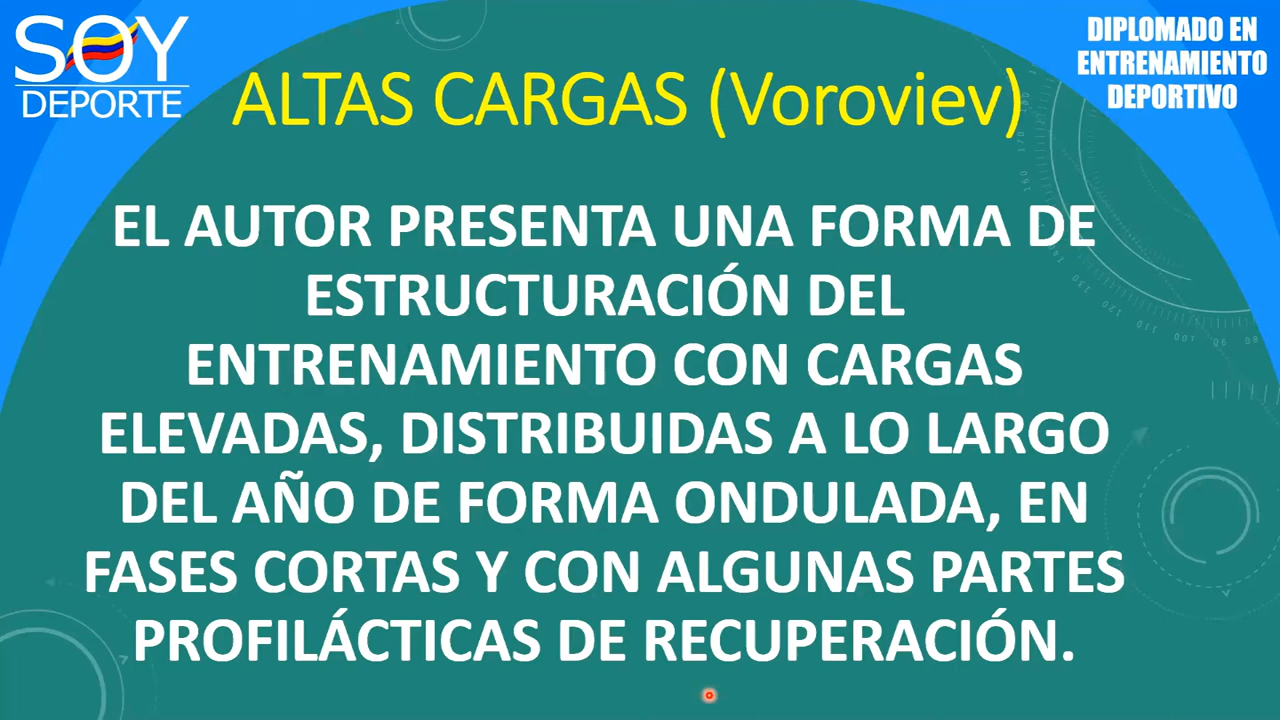 SOY
DEPORTE
DIPLOMADO EN
ENTRENAMIENTO
DEPORTIVO
ALTAS CARGAS (Voroviev)
EL AUTOR PRESENTA UNA FORMA DE
ESTRUCTURACIÓN DEL
ENTRENAMIENTO CON CARGAS
ELEVADAS, DISTRIBUIDAS A LO LARGO
DEL AÑO DE FORMA ONDULADA, EN
FASES CORTAS Y CON ALGUNAS PARTES
PROFILÁCTICAS DE RECUPERACIÓN.